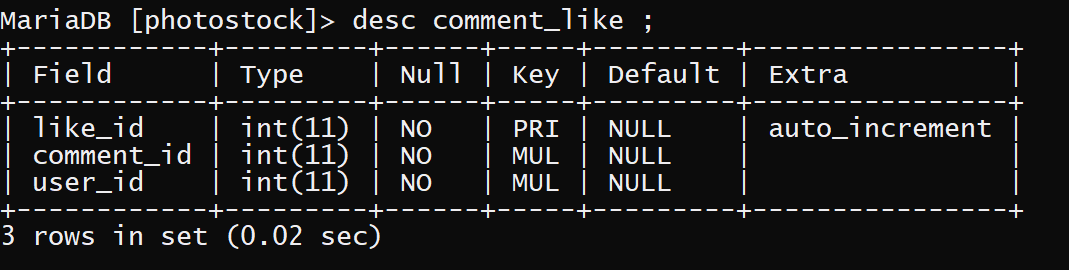 MariaDB [photostock]> desc comment_like ;
+------------+---------+------+-----+---------+----------------+
| Field      | Type    | Null | Key | Default | Extra          |
+------------+---------+------+-----+---------+----------------+
| like_id    | int(11) | NO   | PRI | NULL    | auto_increment |
| comment_id | int(11) | NO   | MUL | NULL    |                |
| user_id    | int(11) | NO   | MUL | NULL    |                |
+------------+---------+------+-----+---------+----------------+
3 rows in set (0.02 sec)